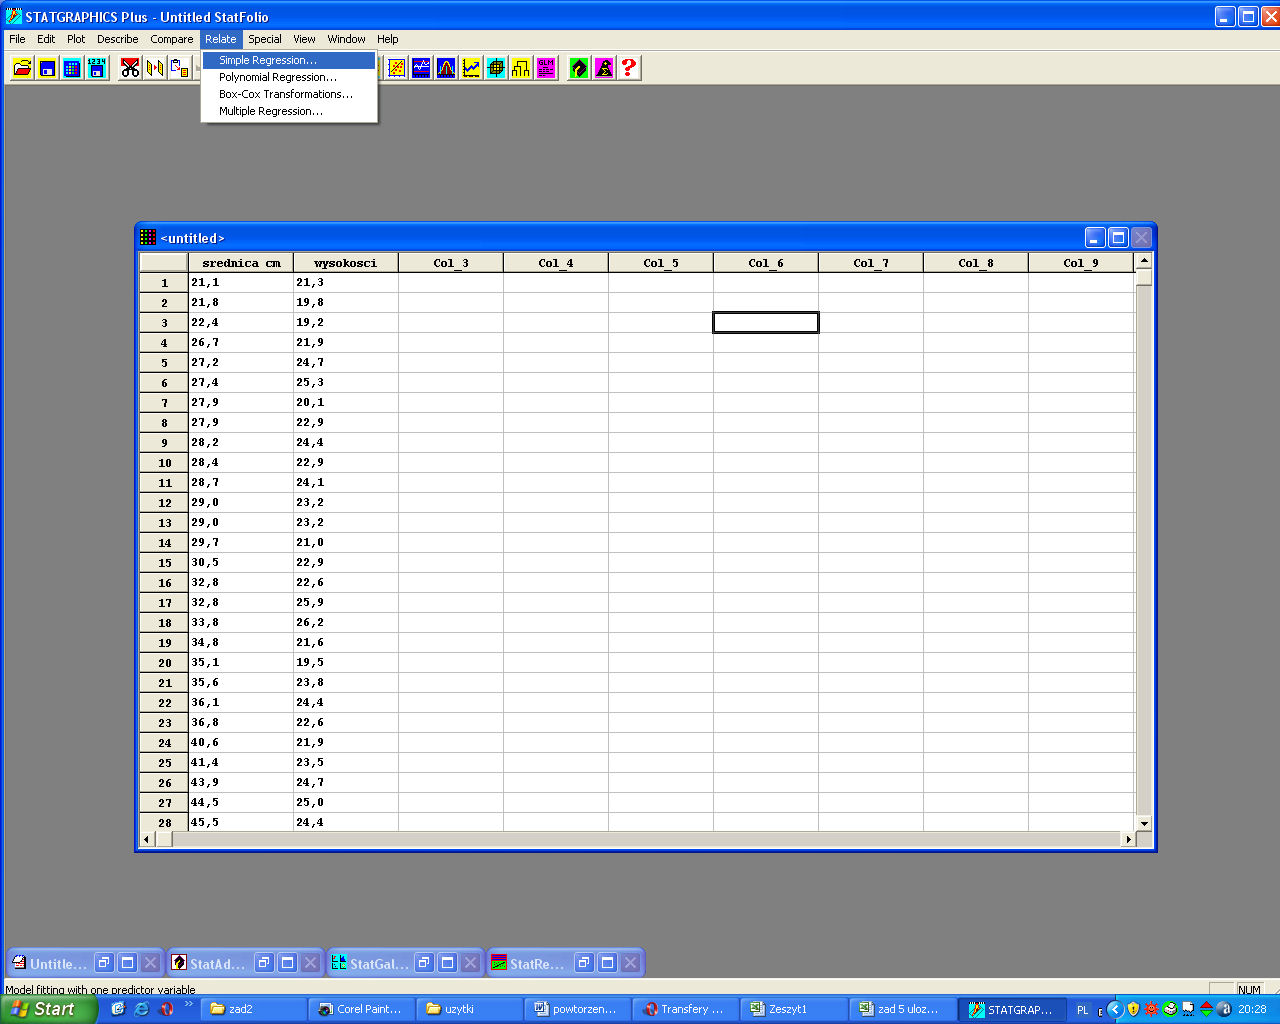 STATGRAPHICS Plus - Untitled StatFolio
File Edit Plot Describe Compare Relate Special View Window Help
Simple Regression...
Polynomial Regression...
Box-Cox Transformations...
Multiple Regression...
1234
GLM
<untitled>
srednica cm wysokosci Col_3 Col_4 Col_5 Col_6 Col_7 Col_8 Col_9
1 21,1 21,3
2 21,8 19,8
3 22,4 19,2
4 26,7 21,9
5 27,2 24,7
6 27,4 25,3
7 27,9 20,1
8 27,9 22,9
9 28,2 24,4
10 28,4 22,9
11 28,7 24,1
12 29,0 23,2
13 29,0 23,2
14 29,7 21,0
15 30,5 22,9
16 32,8 22,6
17 32,8 25,9
18 33,8 26,2
19 34,8 21,6
20 35,1 19,5
21 35,6 23,8
22 36,1 24,4
23 36,8 22,6
24 40,6 21,9
25 41,4 23,5
26 43,9 24,7
27 44,5 25,0
28 45,5 24,4
Untitle... StatAd... StatGal... StatRe...
Model fitting with one predictor variable
NUM
Start zad2 Corel Paint... uzytki powtorzen... Transfery ... Zeszyt1 zad 5 uloz... STATGRAP... PL 20:28